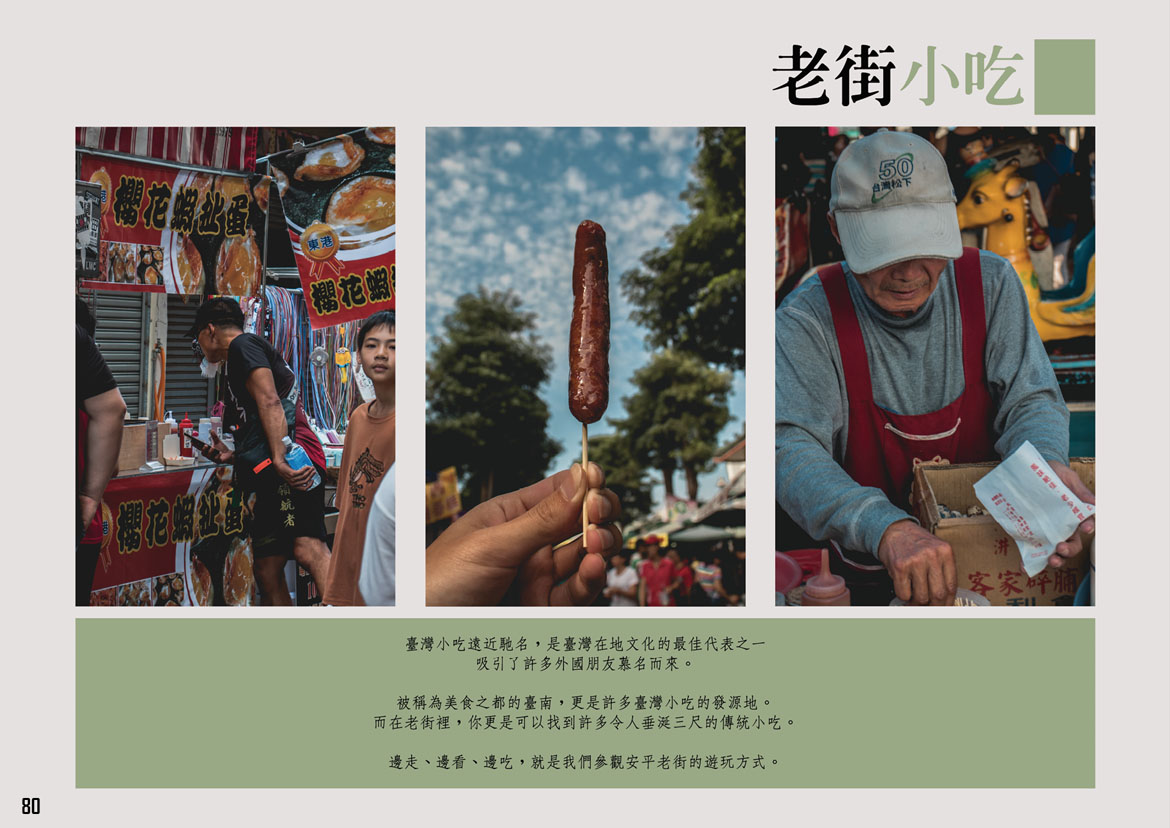 老街小吃
櫻花蝦扯蛋
東港
櫻花蝦
櫻花蝦扯蛋
領航者
50
台灣松下
客家
臺灣小吃遠近馳名，是臺灣在地文化的最佳代表之一
吸引了許多外國朋友慕名而來。
被稱為美食之都的臺南，更是許多臺灣小吃的發源地。
而在老街裡，你更是可以找到許多令人垂涎三尺的傳統小吃。
邊走、邊看、邊吃，就是我們參觀安平老街的遊玩方式。
80